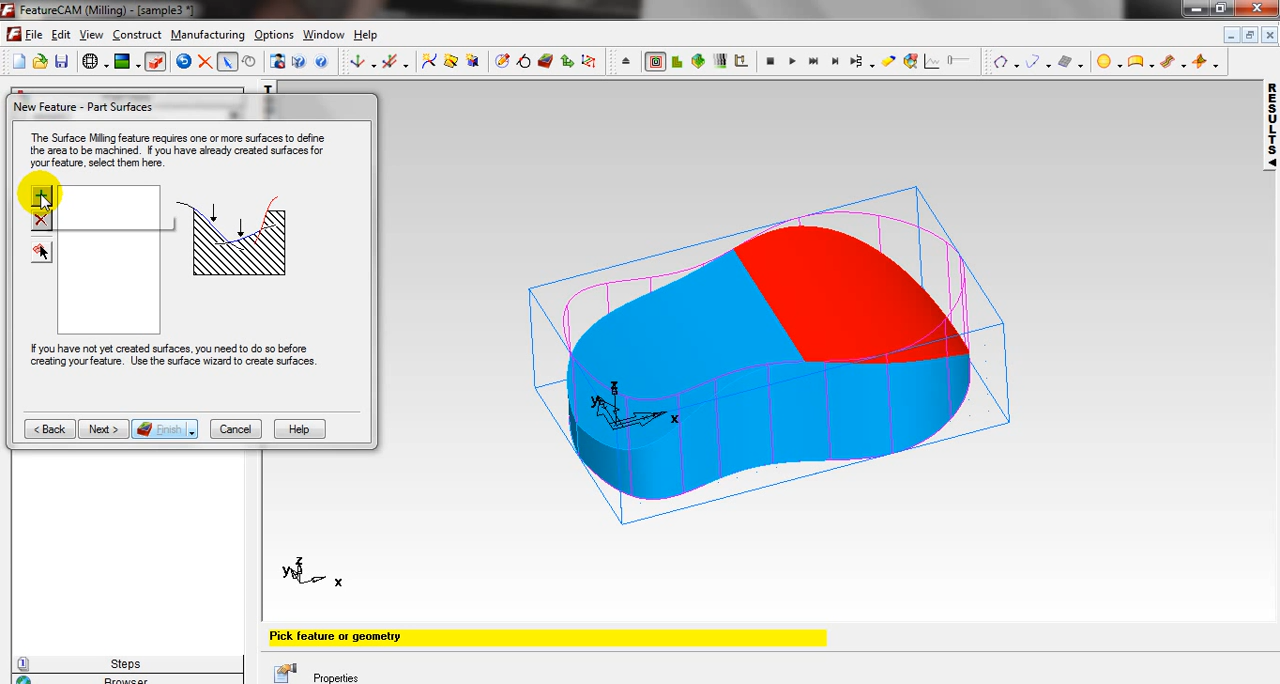 FeatureCAM (Milling) - [sample3 *]
File Edit View Construct Manufacturing Options Window Help
T
New Feature - Part Surfaces
The Surface Milling feature requires one or more surfaces to define
the area to be machined. If you have already created surfaces for
your feature, select them here.
If you have not yet created surfaces, you need to do so before
creating your feature. Use the surface wizard to create surfaces.
< Back Next > Finish Cancel Help
RESULTS
z
y
x
z
y
x
Pick feature or geometry
Steps
Browser
Properties